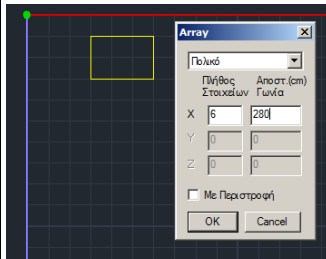 Array
Πολικό
Πλήθος Αποστ.(cm)
Στοιχείων Γωνία
X 6 280
Y 0 0
Z 0 0
Με Περιστροφή
OK Cancel